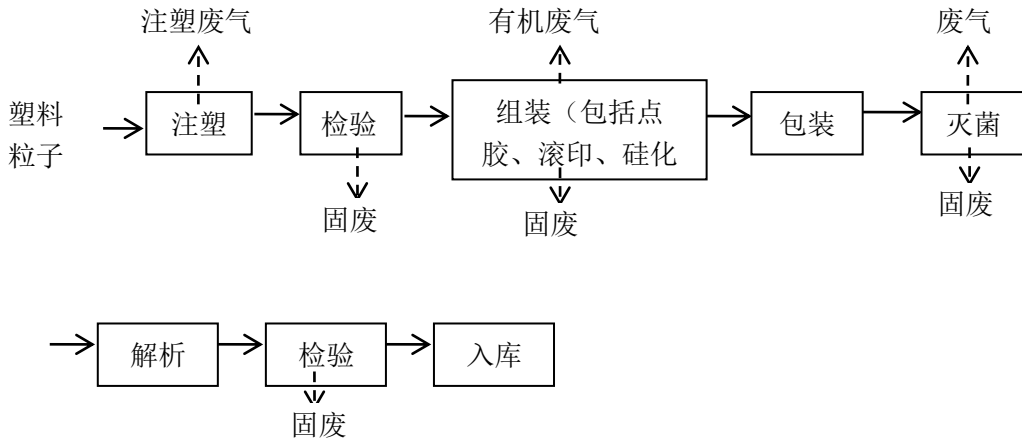 注塑废气
有机废气
废气
塑料
粒子
注塑
检验
组装（包括点
胶、滚印、硅化
包装
灭菌
固废
固废
固废
解析
检验
入库
固废